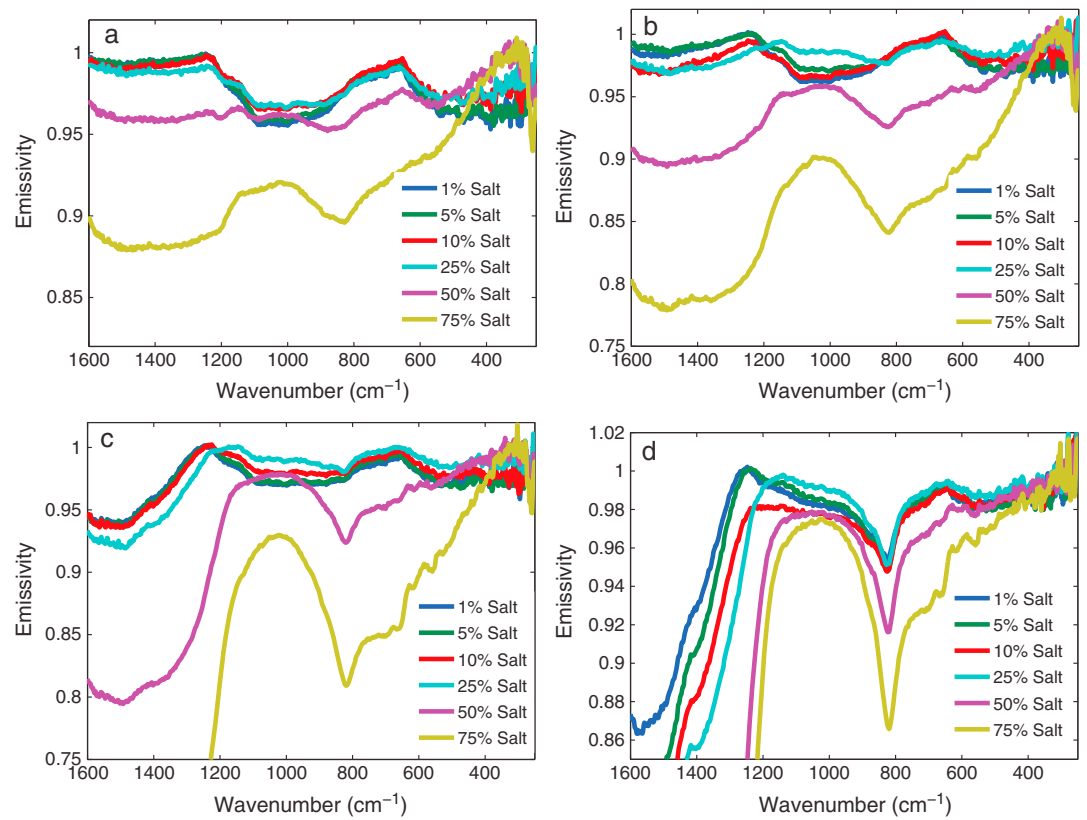 a
1
0.95
0.9
0.85
Emissivity
1% Salt
5% Salt
10% Salt
25% Salt
50% Salt
75% Salt
1600 1400 1200 1000 800 600 400
Wavenumber (cm⁻¹)
b
1
0.95
0.9
0.85
0.8
0.75
Emissivity
1% Salt
5% Salt
10% Salt
25% Salt
50% Salt
75% Salt
1600 1400 1200 1000 800 600 400
Wavenumber (cm⁻¹)
c
1
0.95
0.9
0.85
0.8
0.75
Emissivity
1% Salt
5% Salt
10% Salt
25% Salt
50% Salt
75% Salt
1600 1400 1200 1000 800 600 400
Wavenumber (cm⁻¹)
d
1.02
1
0.98
0.96
0.94
0.92
0.9
0.88
0.86
Emissivity
1% Salt
5% Salt
10% Salt
25% Salt
50% Salt
75% Salt
1600 1400 1200 1000 800 600 400
Wavenumber (cm⁻¹)